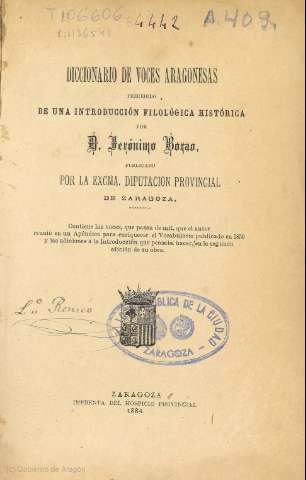 T 106606
4442
A.409.
DICCIONARIO DE VOCES ARAGONESAS
PRECEDIDO
DE UNA INTRODUCCIÓN FILOLÓGICA HISTÓRICA
POR
D. Jerónimo Borao,
PUBLICADO
POR LA EXCMA. DIPUTACION PROVINCIAL
DE ZARAGOZA.
Contiene las voces, que pasan de mil, que el autor
reunió en un Apéndice para enriquecer el Vocabulario publicado en 1859
y las adiciones á la Introducción que pensaba hacer en la segunda
edición de su obra.
BLICA DE LA CIUDAD
ZARAGOZA
ZARAGOZA
IMPRENTA DEL HOSPICIO PROVINCIAL
1884
(c) Gobierno de Aragón